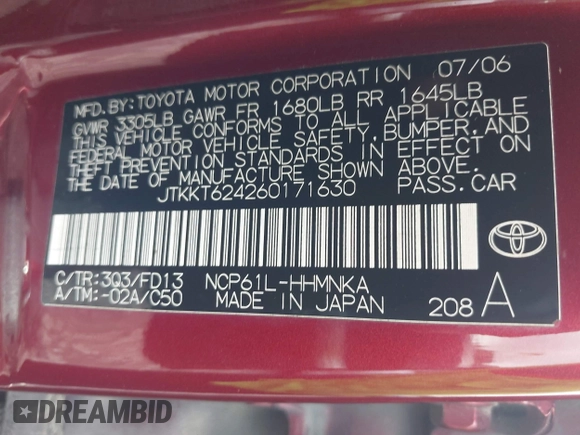 MFD. BY: TOYOTA MOTOR CORPORATION 07/06
GVWR 3305LB GAWR FR 1680LB RR 1645LB
THIS VEHICLE CONFORMS TO ALL APPLICABLE
FEDERAL MOTOR VEHICLE SAFETY, BUMPER, AND
THEFT PREVENTION STANDARDS IN EFFECT ON
THE DATE OF MANUFACTURE SHOWN ABOVE.
JTKKT624260171630 PASS. CAR
C/TR: 3Q3/FD13 NCP61L-HHMNKA
A/TM: -02A/C50 MADE IN JAPAN 208 A
DREAMBID